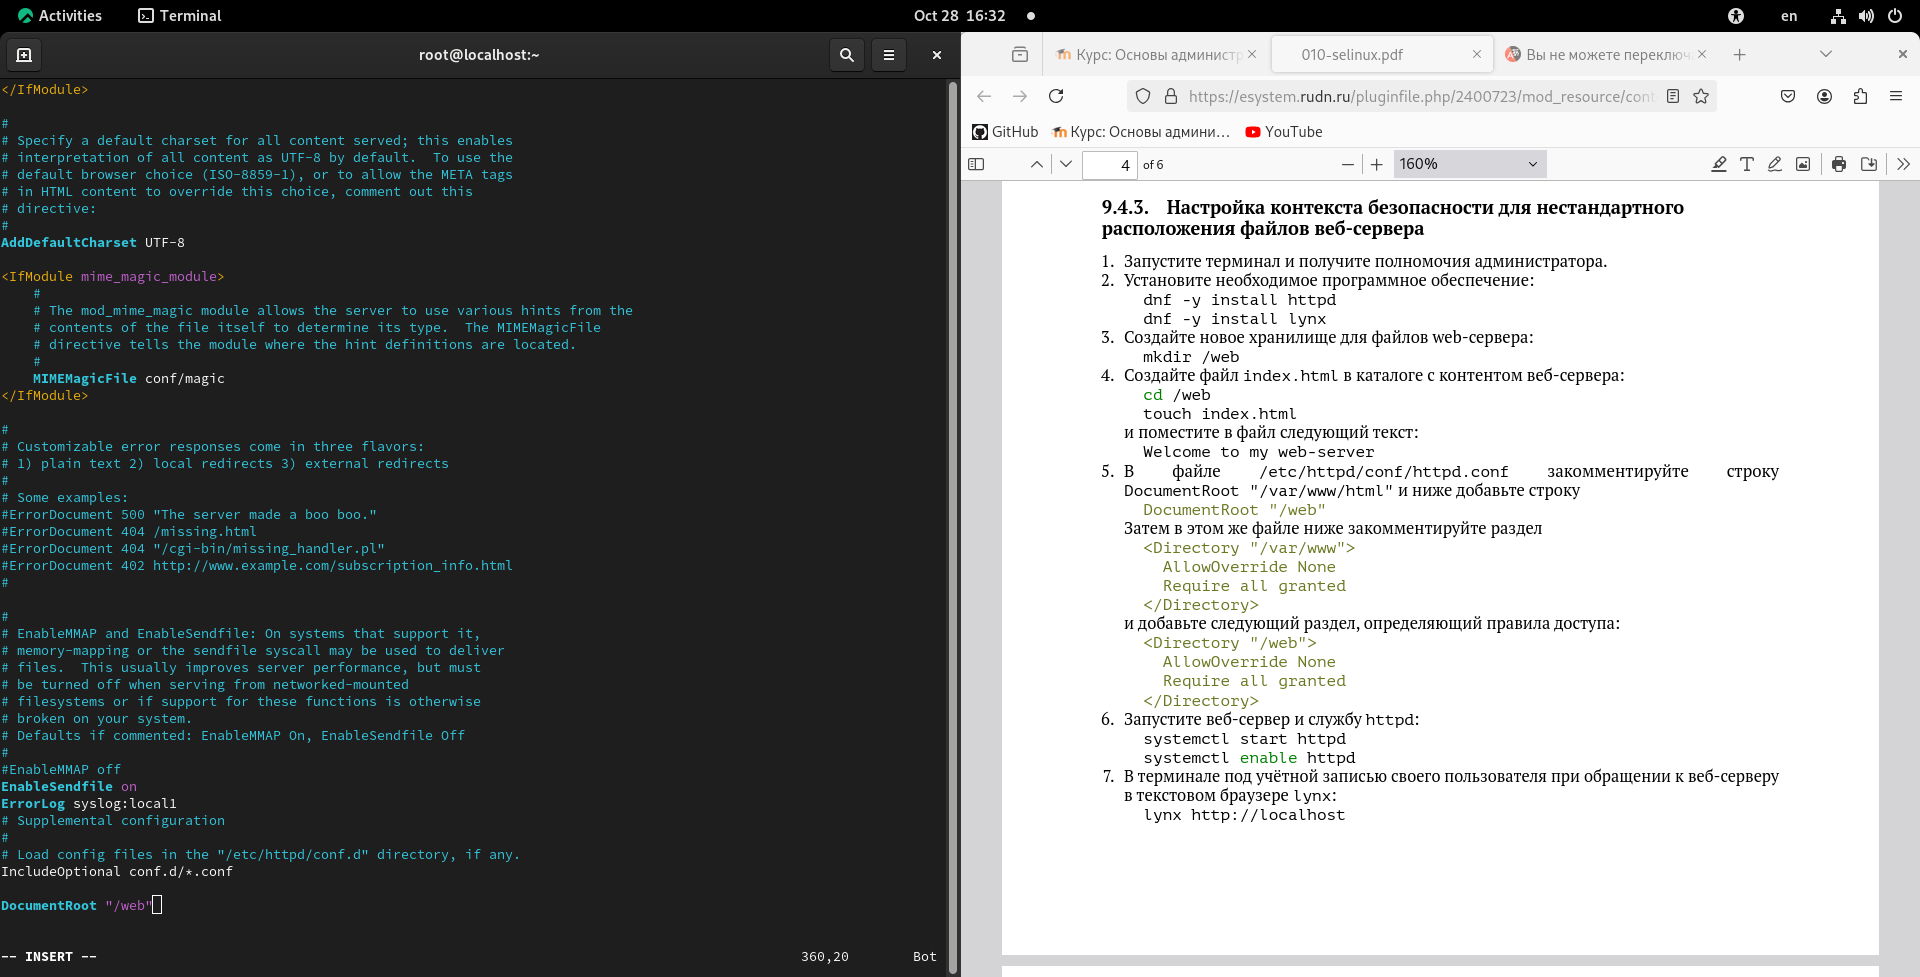 Activities
Terminal
Oct 28 16:32
en
root@localhost:~
</IfModule>
#
# Specify a default charset for all content served; this enables
# interpretation of all content as UTF-8 by default.  To use the
# default browser choice (ISO-8859-1), or to allow the META tags
# in HTML content to override this choice, comment out this
# directive:
#
AddDefaultCharset UTF-8
<IfModule mime_magic_module>
#
# The mod_mime_magic module allows the server to use various hints from the
# contents of the file itself to determine its type.  The MIMEMagicFile
# directive tells the module where the hint definitions are located.
#
MIMEMagicFile conf/magic
</IfModule>
#
# Customizable error responses come in three flavors:
# 1) plain text 2) local redirects 3) external redirects
#
# Some examples:
#ErrorDocument 500 "The server made a boo boo."
#ErrorDocument 404 /missing.html
#ErrorDocument 404 "/cgi-bin/missing_handler.pl"
#ErrorDocument 402 http://www.example.com/subscription_info.html
#
#
# EnableMMAP and EnableSendfile: On systems that support it,
# memory-mapping or the sendfile syscall may be used to deliver
# files.  This usually improves server performance, but must
# be turned off when serving from networked-mounted
# filesystems or if support for these functions is otherwise
# broken on your system.
# Defaults if commented: EnableMMAP On, EnableSendfile Off
#
#EnableMMAP off
EnableSendfile on
ErrorLog syslog:local1
# Supplemental configuration
#
# Load config files in the "/etc/httpd/conf.d" directory, if any.
IncludeOptional conf.d/*.conf
DocumentRoot "/web"
-- INSERT --
360,20
Bot
Курс: Основы администр
010-selinux.pdf
Вы не можете переключ
https://esystem.rudn.ru/pluginfile.php/2400723/mod_resource/cont
GitHub
Курс: Основы админи...
YouTube
4
of 6
160%
9.4.3. Настройка контекста безопасности для нестандартного
расположения файлов веб-сервера
1. Запустите терминал и получите полномочия администратора.
2. Установите необходимое программное обеспечение:
dnf -y install httpd
dnf -y install lynx
3. Создайте новое хранилище для файлов web-сервера:
mkdir /web
4. Создайте файл index.html в каталоге с контентом веб-сервера:
cd /web
touch index.html
и поместите в файл следующий текст:
Welcome to my web-server
5. В файле /etc/httpd/conf/httpd.conf закомментируйте строку
DocumentRoot "/var/www/html" и ниже добавьте строку
DocumentRoot "/web"
Затем в этом же файле ниже закомментируйте раздел
<Directory "/var/www">
AllowOverride None
Require all granted
</Directory>
и добавьте следующий раздел, определяющий правила доступа:
<Directory "/web">
AllowOverride None
Require all granted
</Directory>
6. Запустите веб-сервер и службу httpd:
systemctl start httpd
systemctl enable httpd
7. В терминале под учётной записью своего пользователя при обращении к веб-серверу
в текстовом браузере lynx:
lynx http://localhost